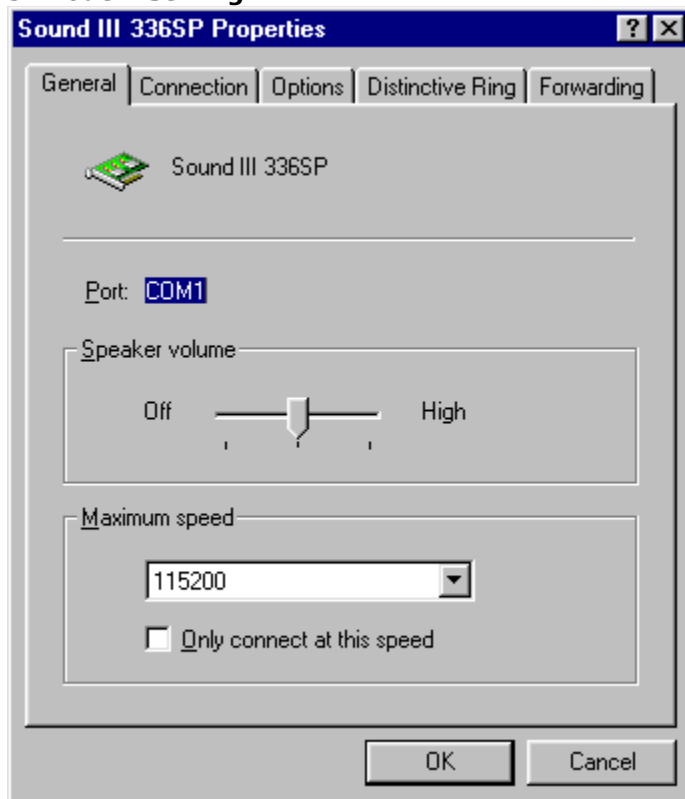 Sound III 336SP Properties ? X
General Connection Options Distinctive Ring Forwarding
Sound III 336SP
Port: COM1
Speaker volume
Off High
Maximum speed
115200
Only connect at this speed
OK Cancel